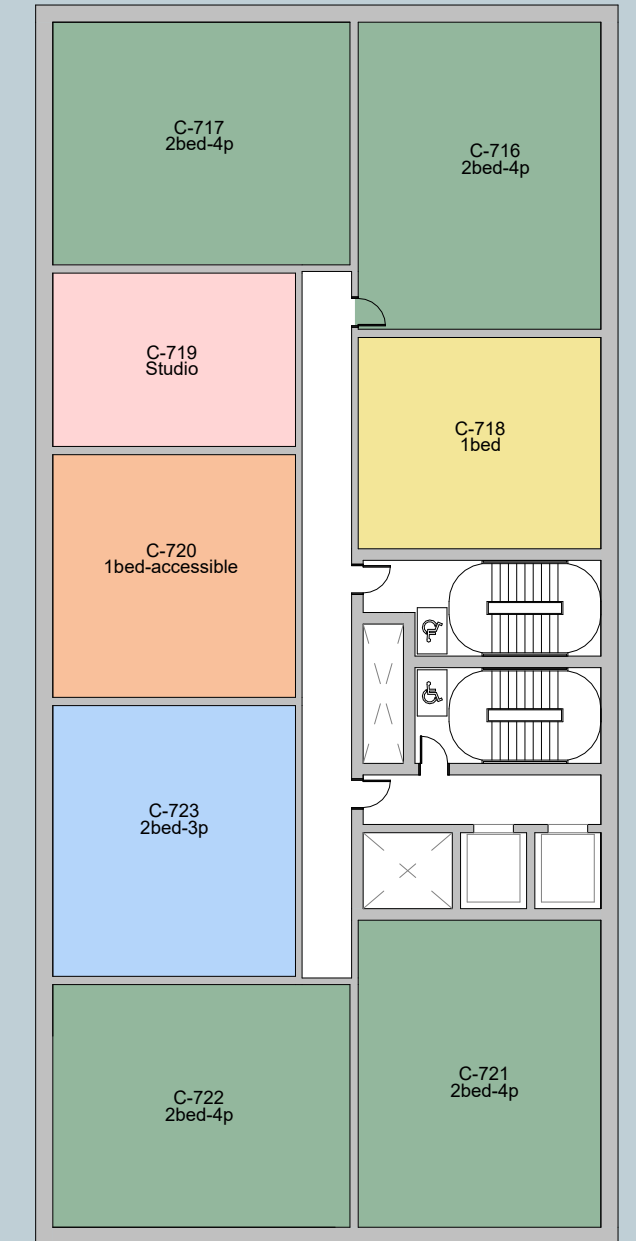 C-717
2bed-4p
C-716
2bed-4p
C-719
Studio
C-718
1bed
C-720
1bed-accessible
C-723
2bed-3p
C-721
2bed-4p
C-722
2bed-4p